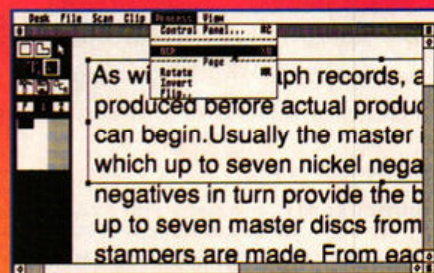 Desk File Scan Clip Process View
Control Panel...
OCR
Page
Rotate
Invert
Flip...
As wi uph records, a
produced before actual produc
can begin.Usually the master i
which up to seven nickel nega
negatives in turn provide the b
up to seven master discs from
stampers are made. From eac